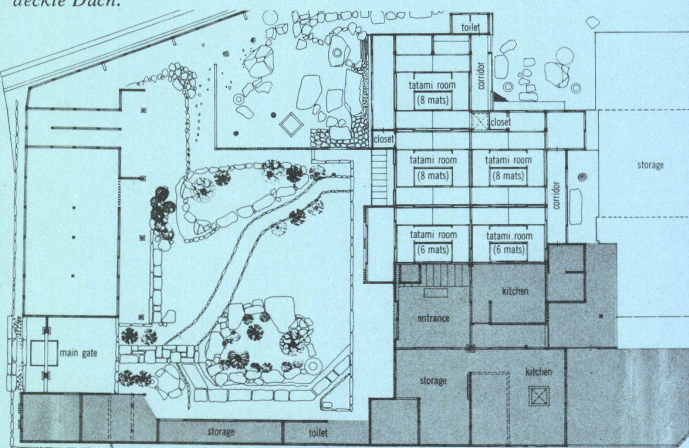 deckte Dach.
toilet
tatami room
(8 mats)
corridor
closet
closet
tatami room
(8 mats)
tatami room
(8 mats)
storage
corridor
tatami room
(6 mats)
tatami room
(6 mats)
kitchen
entrance
main gate
storage
kitchen
storage
toilet